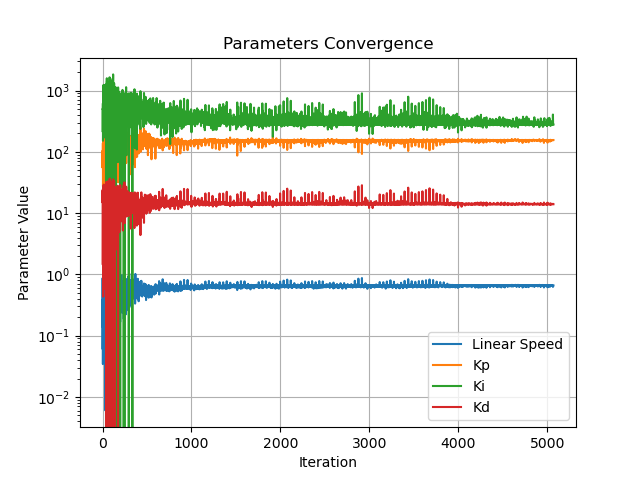 Parameters Convergence
Parameter Value
10³
10²
10¹
10⁰
10⁻¹
10⁻²
Linear Speed
Kp
Ki
Kd
0 1000 2000 3000 4000 5000
Iteration